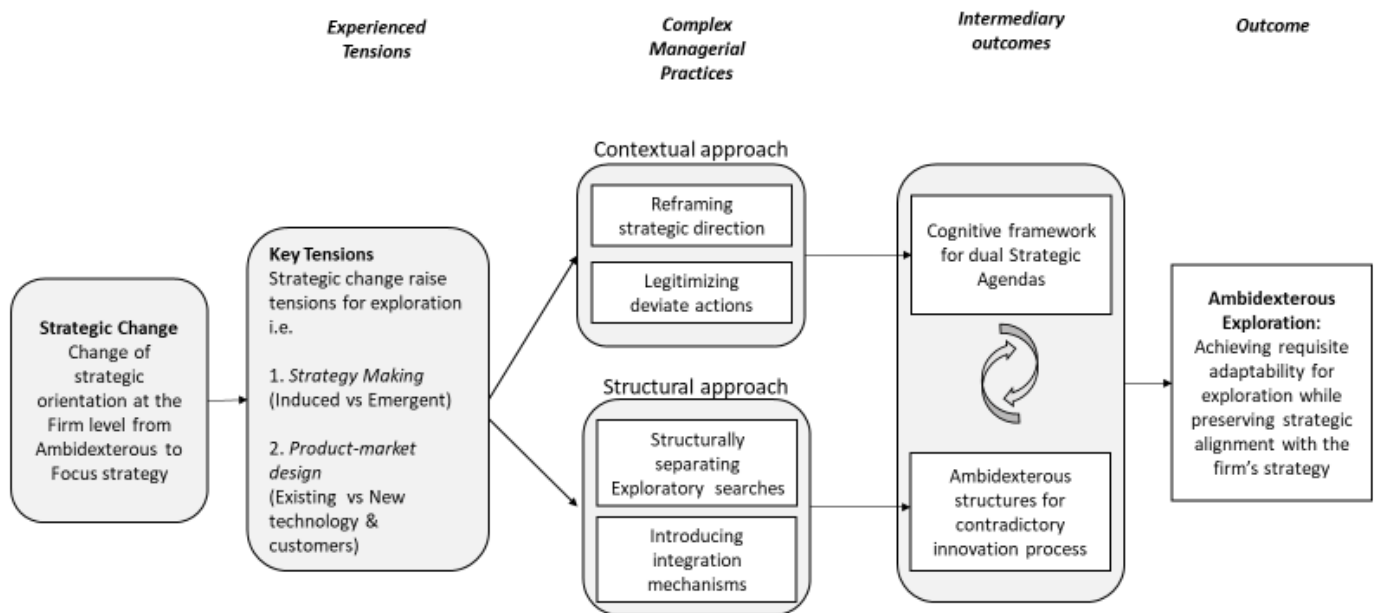 Experienced
Tensions
Complex
Managerial
Practices
Intermediary
outcomes
Outcome
Strategic Change
Change of
strategic
orientation at the
Firm level from
Ambidexterous to
Focus strategy
Key Tensions
Strategic change raise
tensions for exploration
i.e.
1. Strategy Making
(Induced vs Emergent)
2. Product-market
design
(Existing vs New
technology &
customers)
Contextual approach
Reframing
strategic direction
Legitimizing
deviate actions
Structural approach
Structurally
separating
Exploratory searches
Introducing
integration
mechanisms
Cognitive framework
for dual Strategic
Agendas
Ambidexterous
structures for
contradictory
innovation process
Ambidexterous
Exploration:
Achieving requisite
adaptability for
exploration while
preserving strategic
alignment with the
firm's strategy